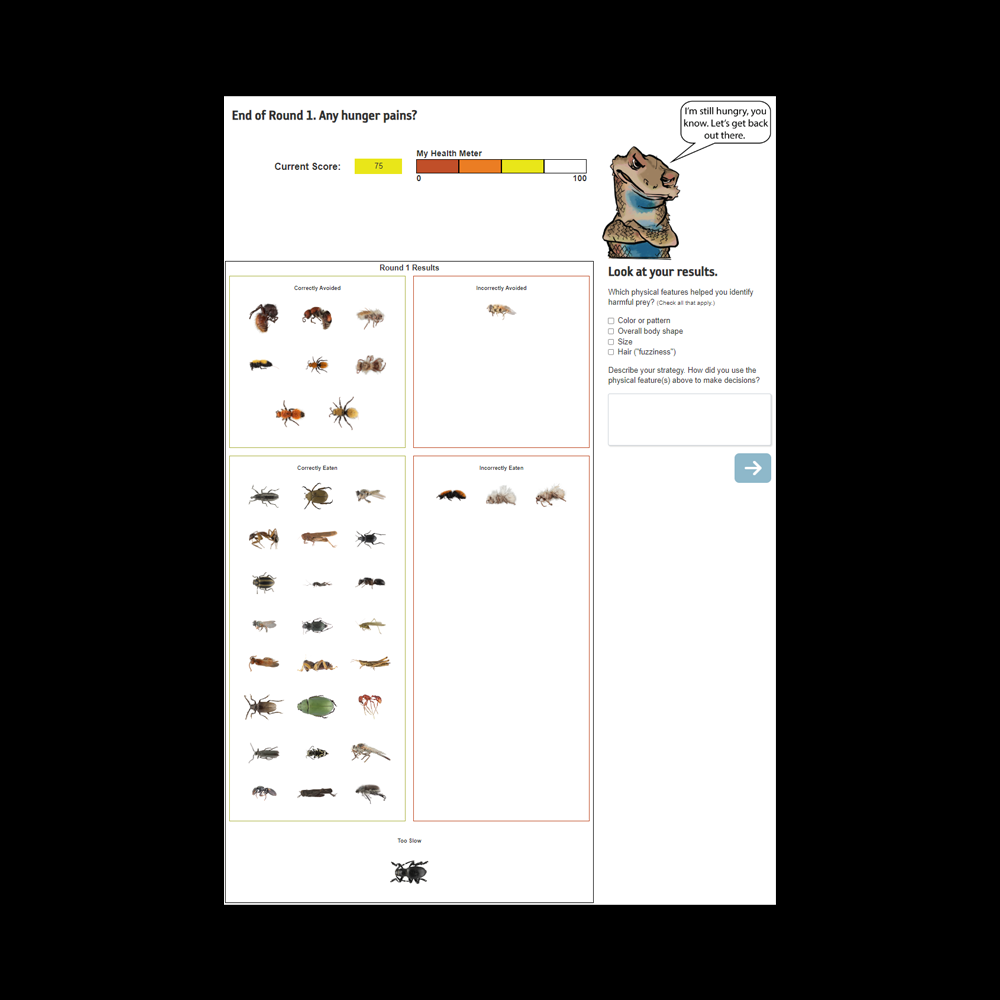 End of Round 1. Any hunger pains?
I'm still hungry, you
know. Let's get back
out there.
Current Score:
75
My Health Meter
0
100
Round 1 Results
Correctly Avoided
Incorrectly Avoided
Correctly Eaten
Incorrectly Eaten
Too Slow
Look at your results.
Which physical features helped you identify
harmful prey? (Check all that apply.)
Color or pattern
Overall body shape
Size
Hair ("fuzziness")
Describe your strategy. How did you use the
physical feature(s) above to make decisions?